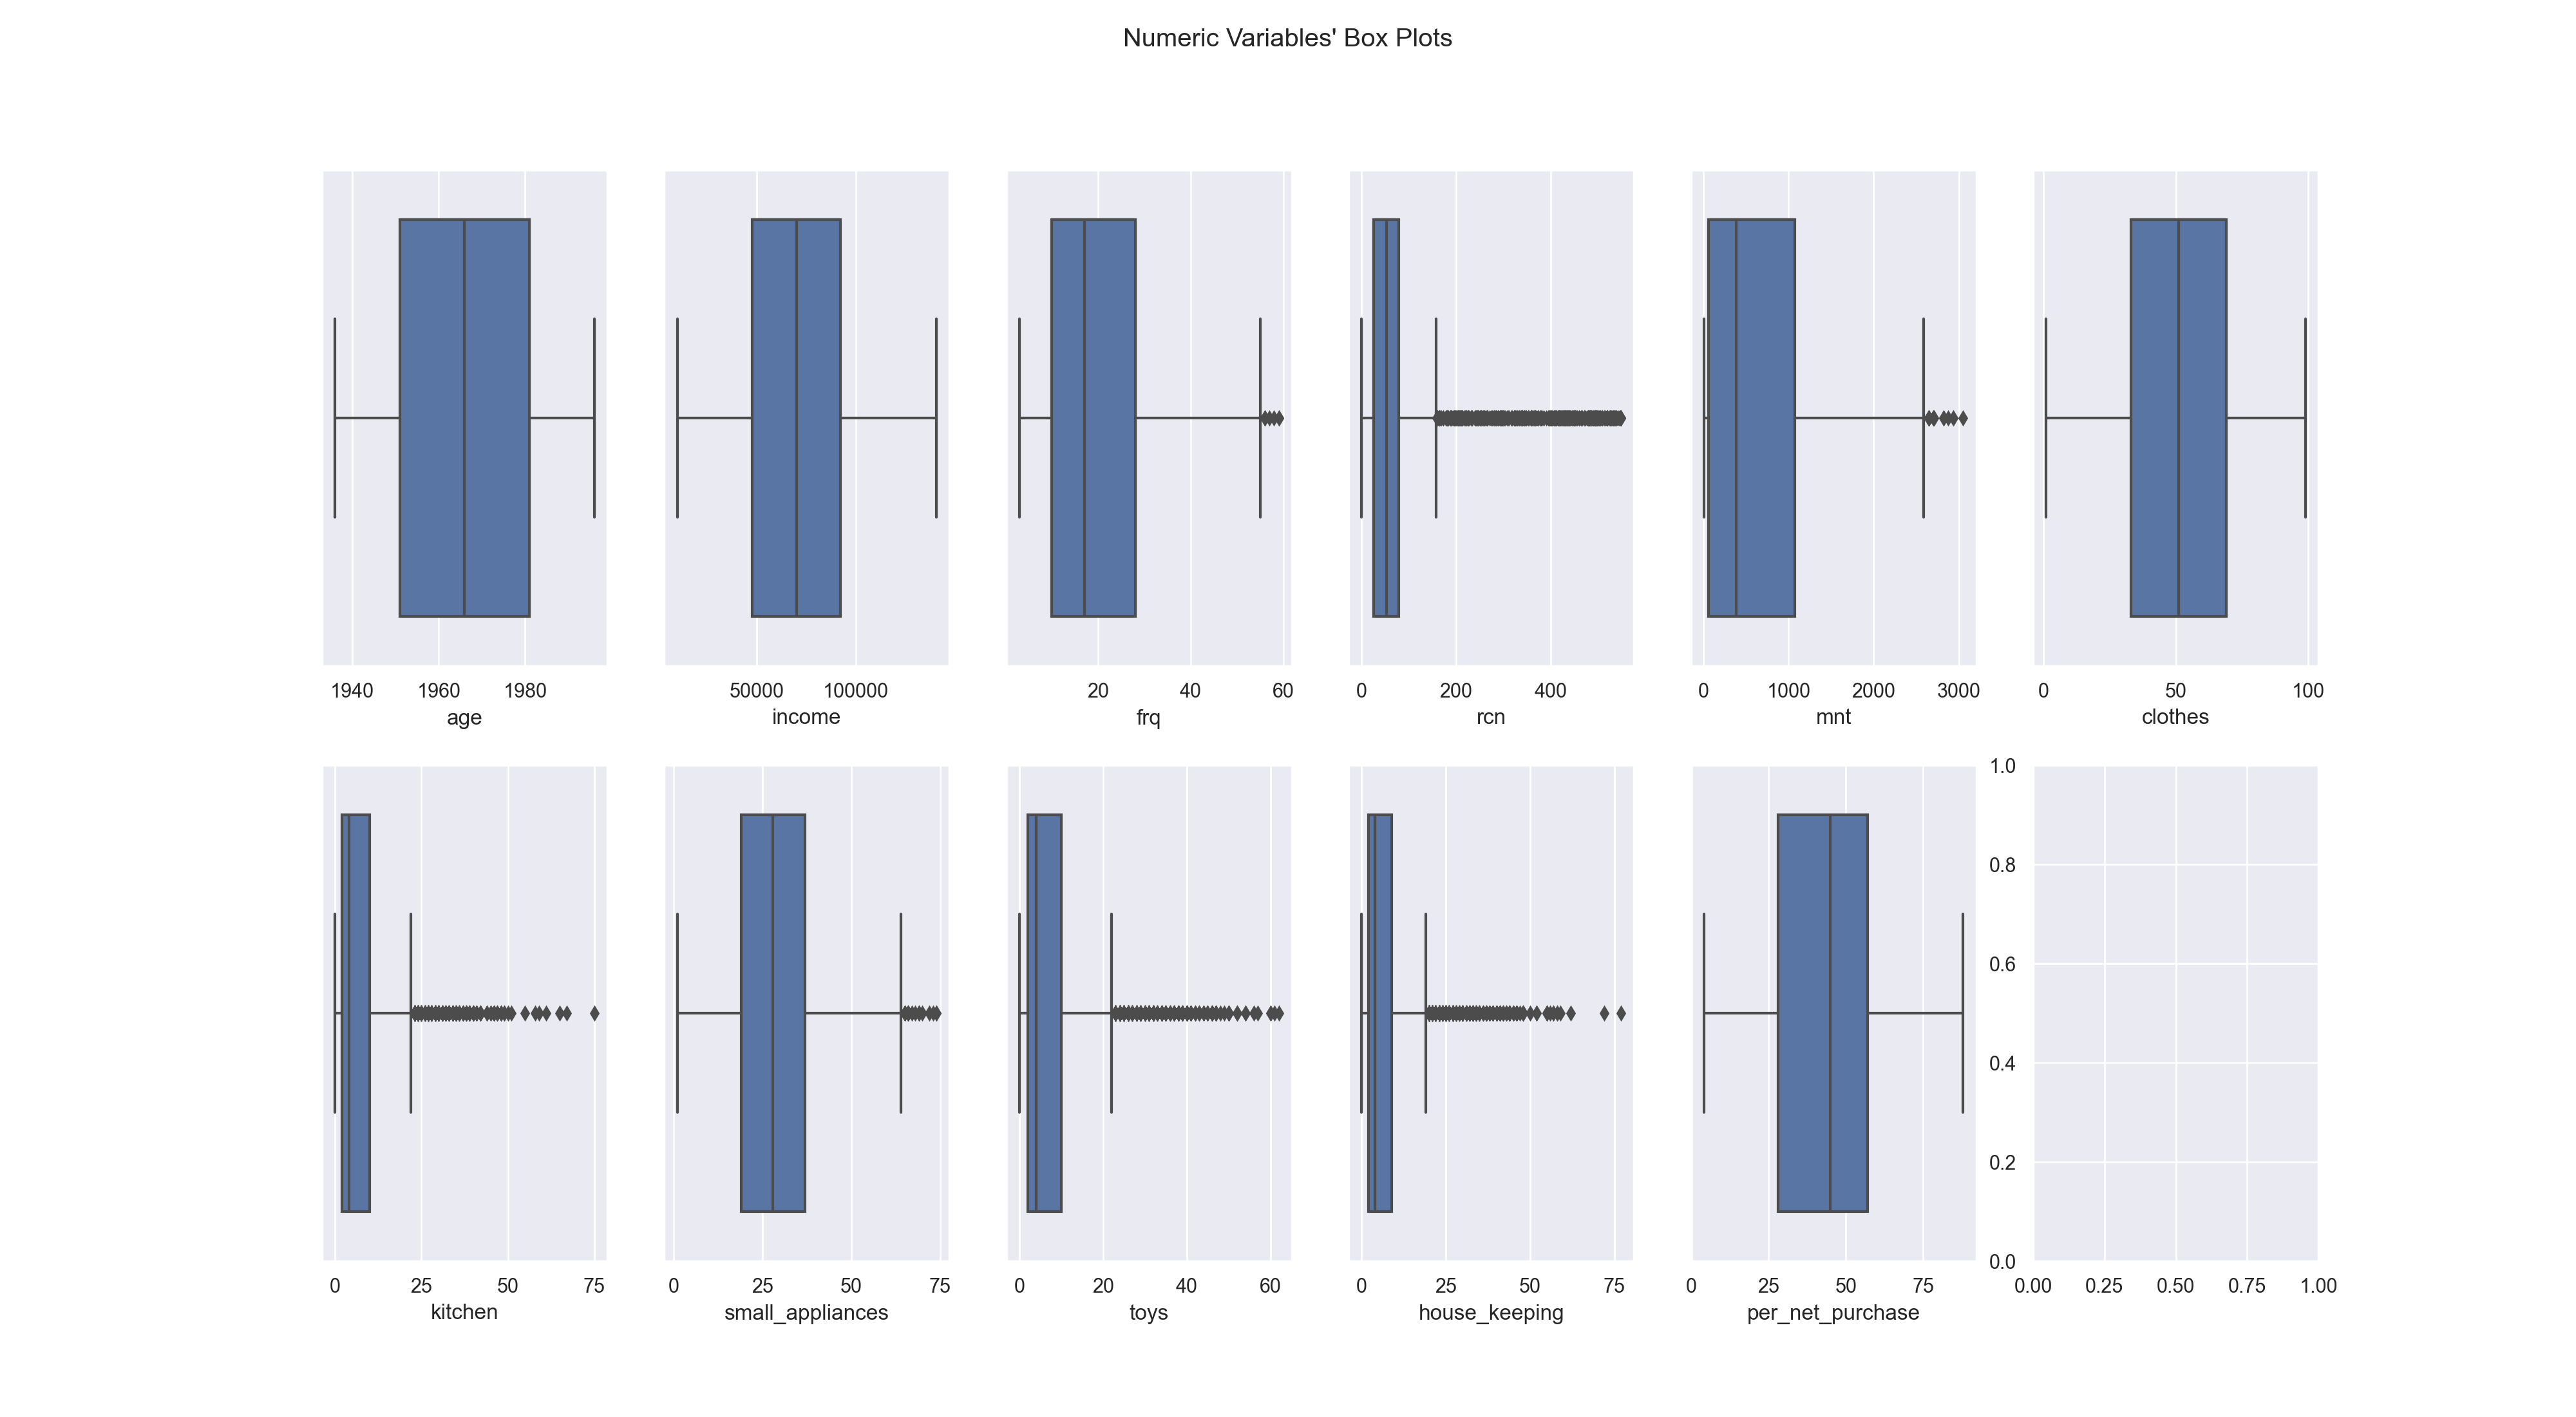 Numeric Variables' Box Plots
1940 1960 1980
age
50000 100000
income
20 40 60
frq
0 200 400
rcn
0 1000 2000 3000
mnt
0 50 100
clothes
0 25 50 75
kitchen
0 25 50 75
small_appliances
0 20 40 60
toys
0 25 50 75
house_keeping
0 25 50 75
per_net_purchase
1.0
0.8
0.6
0.4
0.2
0.0
0.00 0.25 0.50 0.75 1.00